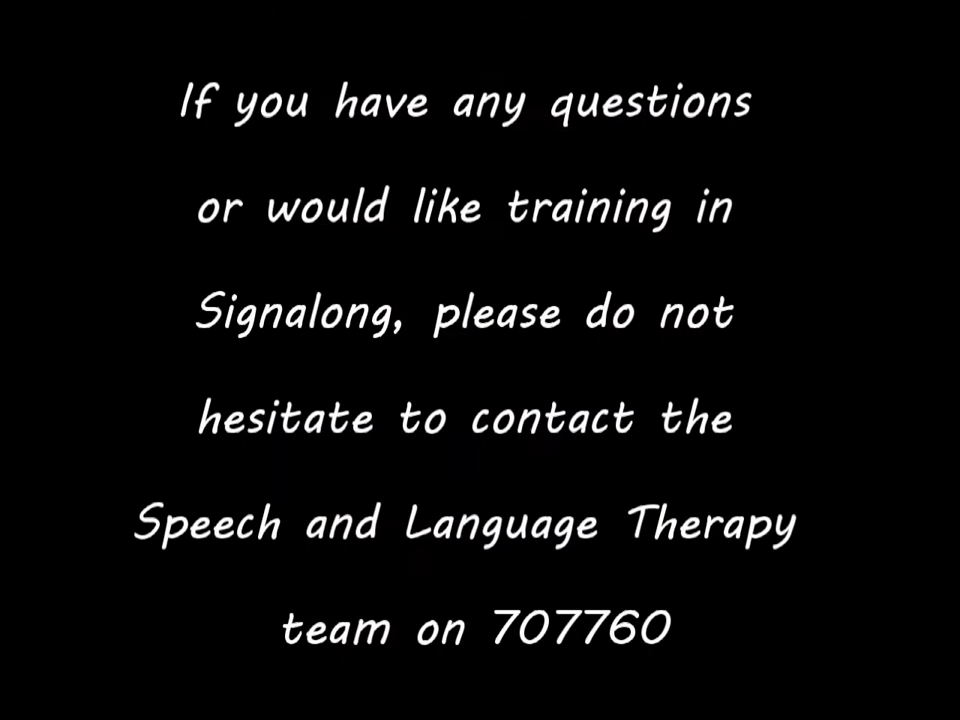 If you have any questions
or would like training in
Signalong, please do not
hesitate to contact the
Speech and Language Therapy
team on 707760